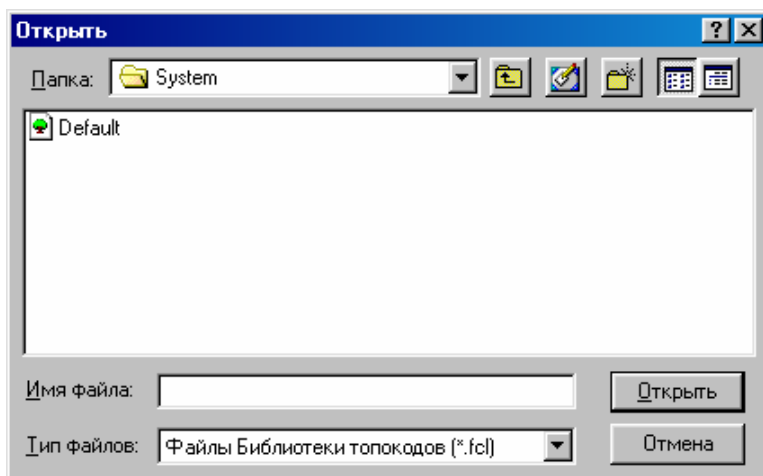 Открыть
Папка: System
Default
Имя файла: Открыть
Тип файлов: Файлы Библиотеки топокодов (*.fcl) Отмена